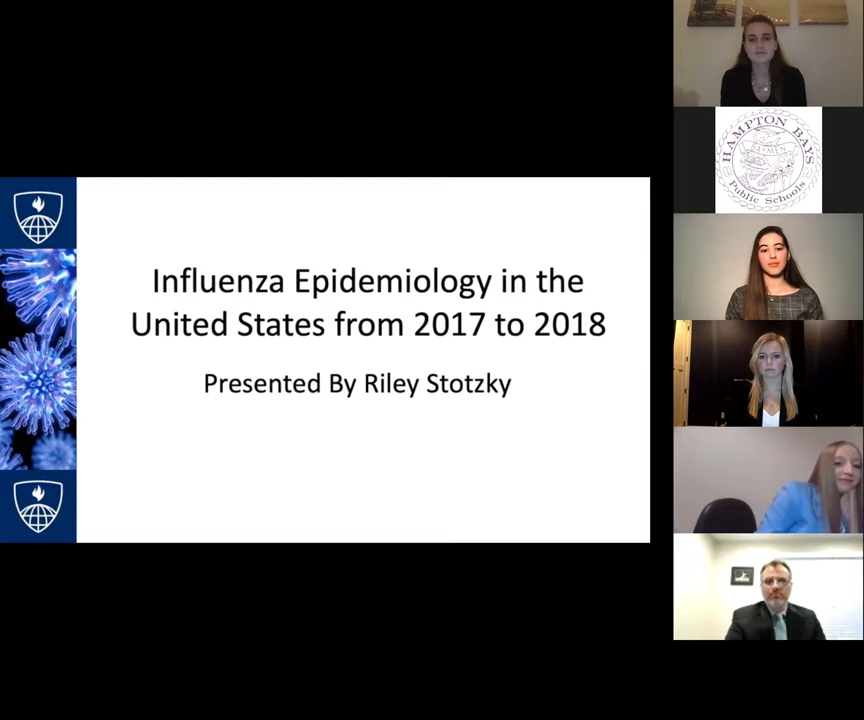 Influenza Epidemiology in the
United States from 2017 to 2018
Presented By Riley Stotzky
HAMPTON BAYS
BAYMEN
Public Schools